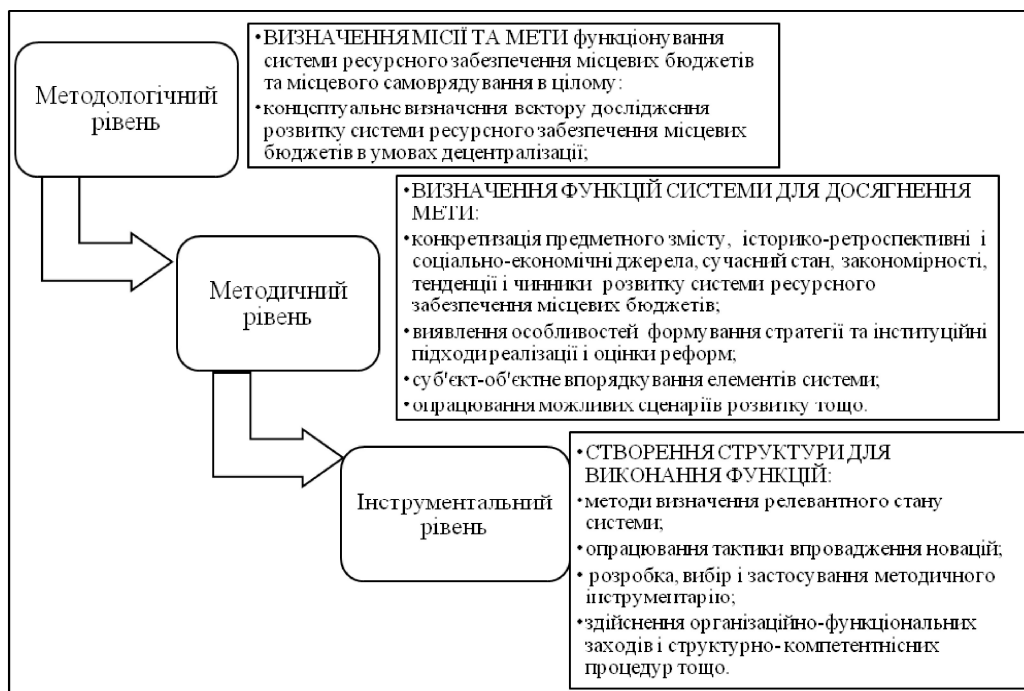 Методологічний
рівень
•ВИЗНАЧЕННЯ МІСІЇ ТА МЕТИ функціонування
системи ресурсного забезпечення місцевих бюджетів
та місцевого самоврядування в цілому:
•концептуальне визначення вектору дослідження
розвитку системи ресурсного забезпечення місцевих
бюджетів в умовах децентралізації;
Методичний
рівень
•ВИЗНАЧЕННЯ ФУНКЦІЙ СИСТЕМИ ДЛЯ ДОСЯГНЕННЯ
МЕТИ:
•конкретизація предметного змісту, історико-ретроспективні і
соціально-економічні джерела, сучасний стан, закономірності,
тенденції і чинники розвитку системи ресурсного
забезпечення місцевих бюджетів;
•виявлення особливостей формування стратегії та інституційні
підходи реалізації і оцінки реформ;
•суб'єкт-об'єктне впорядкування елементів системи;
•опрацювання можливих сценаріїв розвитку тощо.
Інструментальний
рівень
•СТВОРЕННЯ СТРУКТУРИ ДЛЯ
ВИКОНАННЯ ФУНКЦІЙ:
•методи визначення релевантного стану
системи;
•опрацювання тактики впровадження новацій;
• розробка, вибір і застосування методичного
інструментарію;
•здійснення організаційно-функціональних
заходів і структурно-компетентнісних
процедур тощо.